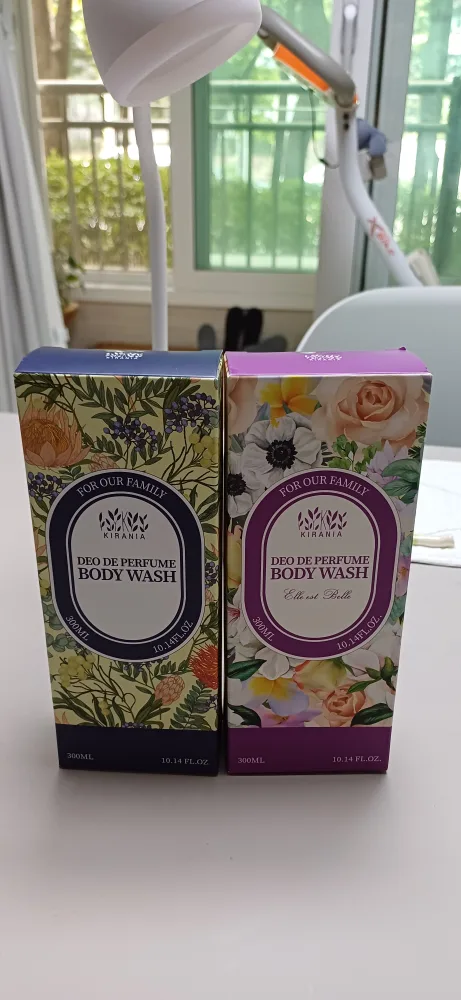 FOR OUR FAMILY
KIRANIA
DEO DE PERFUME
BODY WASH
300ML
10.14FL.OZ.
300ML
10.14 FL.OZ
FOR OUR FAMILY
KIRANIA
DEO DE PERFUME
BODY WASH
Elle est Belle
300ML
10.14FL.OZ.
300ML
10.14 FL.OZ.